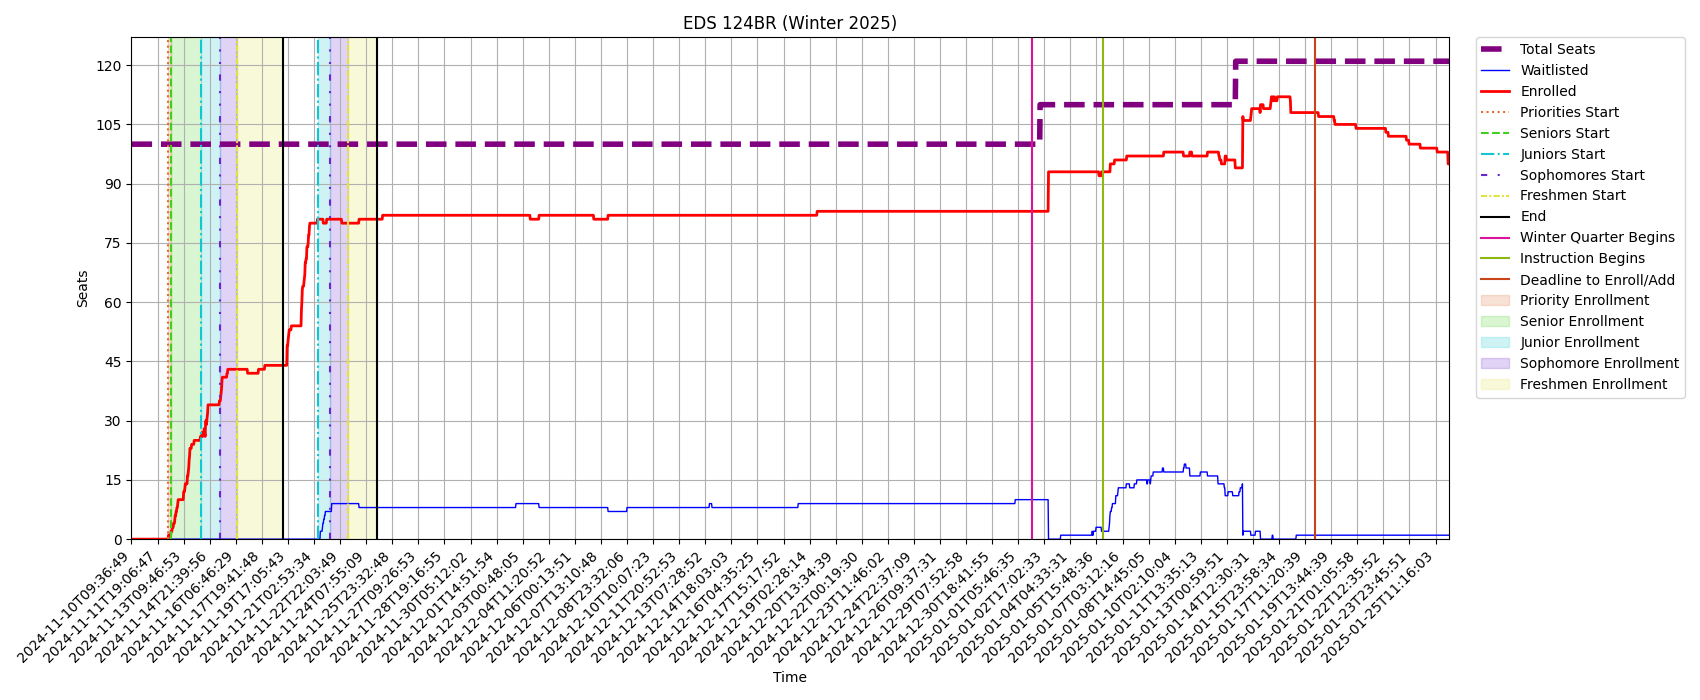 EDS 124BR (Winter 2025)
Seats
120
105
90
75
60
45
30
15
0
2024-11-10T09:36:49
2024-11-11T19:06:47
2024-11-13T09:46:53
2024-11-14T21:39:56
2024-11-16T06:46:29
2024-11-17T19:41:48
2024-11-19T17:05:43
2024-11-21T02:53:34
2024-11-22T22:03:49
2024-11-24T07:55:09
2024-11-25T23:32:48
2024-11-27T09:26:53
2024-11-28T19:16:55
2024-11-30T05:12:02
2024-12-01T14:51:54
2024-12-03T00:48:05
2024-12-04T11:20:52
2024-12-06T00:13:51
2024-12-07T13:10:48
2024-12-08T23:32:06
2024-12-10T10:07:23
2024-12-11T20:52:53
2024-12-13T07:28:52
2024-12-14T18:03:03
2024-12-16T04:35:25
2024-12-17T15:17:52
2024-12-19T02:28:14
2024-12-20T13:34:39
2024-12-22T00:19:30
2024-12-23T11:46:02
2024-12-24T22:37:09
2024-12-26T09:37:31
2024-12-29T07:52:58
2024-12-30T18:41:55
2025-01-01T05:46:35
2025-01-02T17:02:33
2025-01-04T04:33:31
2025-01-05T15:48:36
2025-01-07T03:12:16
2025-01-08T14:45:05
2025-01-10T02:10:04
2025-01-11T13:35:13
2025-01-13T00:59:51
2025-01-14T12:30:31
2025-01-15T23:58:34
2025-01-17T11:20:39
2025-01-19T13:44:39
2025-01-21T01:05:58
2025-01-22T12:35:52
2025-01-23T23:45:51
2025-01-25T11:16:03
Time
Total Seats
Waitlisted
Enrolled
Priorities Start
Seniors Start
Juniors Start
Sophomores Start
Freshmen Start
End
Winter Quarter Begins
Instruction Begins
Deadline to Enroll/Add
Priority Enrollment
Senior Enrollment
Junior Enrollment
Sophomore Enrollment
Freshmen Enrollment